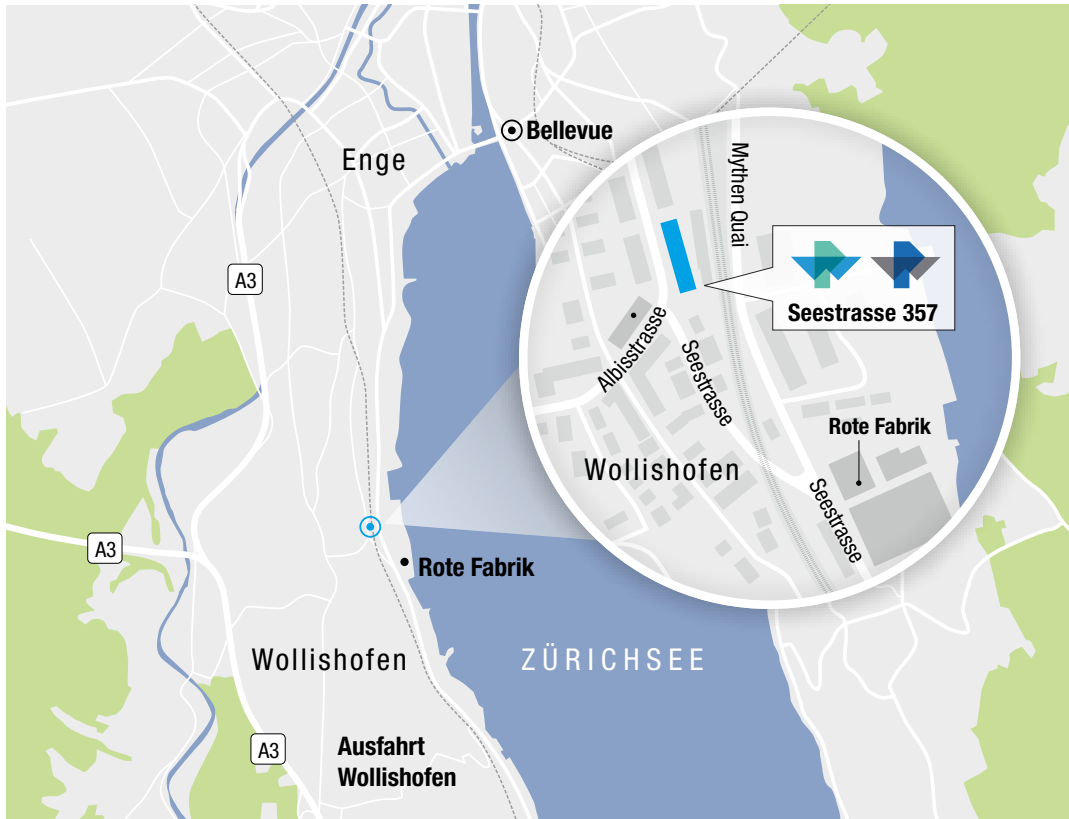 Bellevue
Enge
Mythen Quai
A3
Seestrasse 357
Albisstrasse
Seestrasse
Rote Fabrik
Wollishofen
Seestrasse
A3
Rote Fabrik
Wollishofen
ZÜRICHSEE
A3
Ausfahrt
Wollishofen